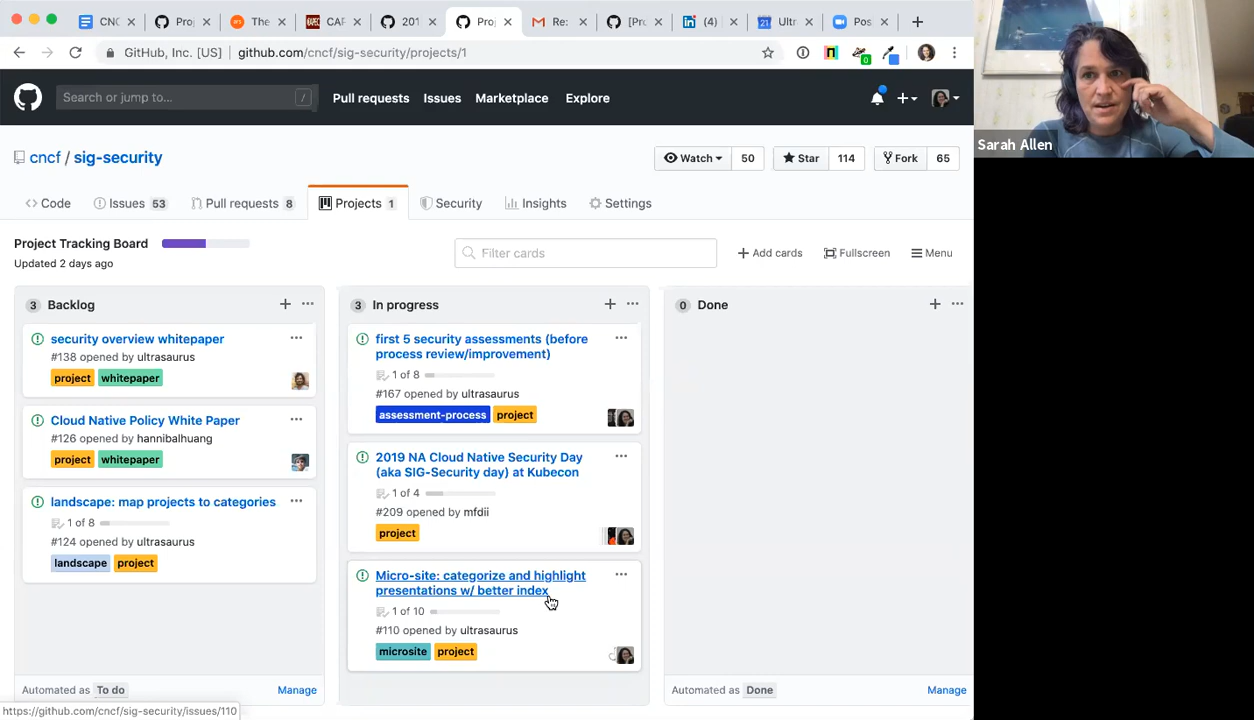 CNC
Pro
The
CAP
201
Pro
Re:
[Pro
(4)
Ultr
Pos
GitHub, Inc. [US]
github.com/cncf/sig-security/projects/1
0
Search or jump to...
/
Pull requests
Issues
Marketplace
Explore
cncf / sig-security
Watch
50
Star
114
Fork
65
Code
Issues 53
Pull requests 8
Projects 1
Security
Insights
Settings
Project Tracking Board
Updated 2 days ago
Filter cards
Add cards
Fullscreen
Menu
3 Backlog
security overview whitepaper
#138 opened by ultrasaurus
project whitepaper
Cloud Native Policy White Paper
#126 opened by hannibalhuang
project whitepaper
landscape: map projects to categories
1 of 8
#124 opened by ultrasaurus
landscape project
Automated as To do
Manage
3 In progress
first 5 security assessments (before
process review/improvement)
1 of 8
#167 opened by ultrasaurus
assessment-process project
2019 NA Cloud Native Security Day
(aka SIG-Security day) at Kubecon
1 of 4
#209 opened by mfdii
project
Micro-site: categorize and highlight
presentations w/ better index
1 of 10
#110 opened by ultrasaurus
microsite project
0 Done
Automated as Done
Manage
https://github.com/cncf/sig-security/issues/110
Sarah Allen